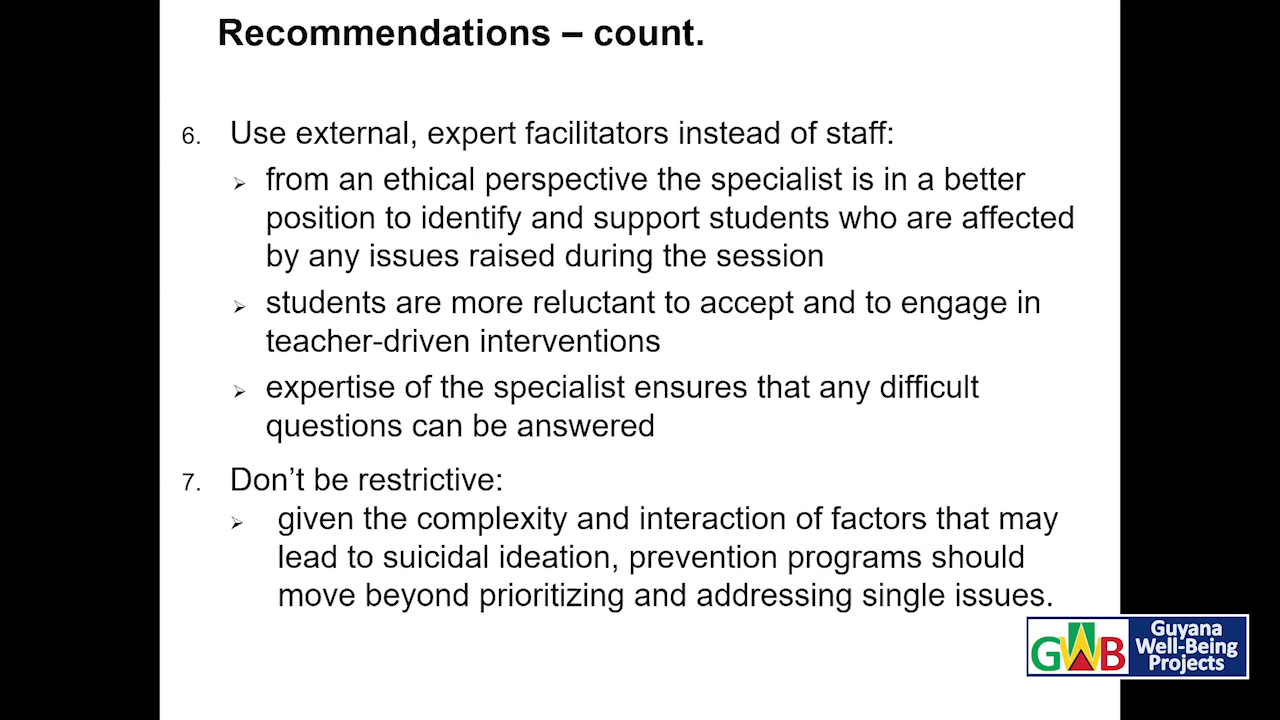 Recommendations – count.
6. Use external, expert facilitators instead of staff:
➢ from an ethical perspective the specialist is in a better
position to identify and support students who are affected
by any issues raised during the session
➢ students are more reluctant to accept and to engage in
teacher-driven interventions
➢ expertise of the specialist ensures that any difficult
questions can be answered
7. Don’t be restrictive:
➢ given the complexity and interaction of factors that may
lead to suicidal ideation, prevention programs should
move beyond prioritizing and addressing single issues.
GWB
Guyana
Well-Being
Projects